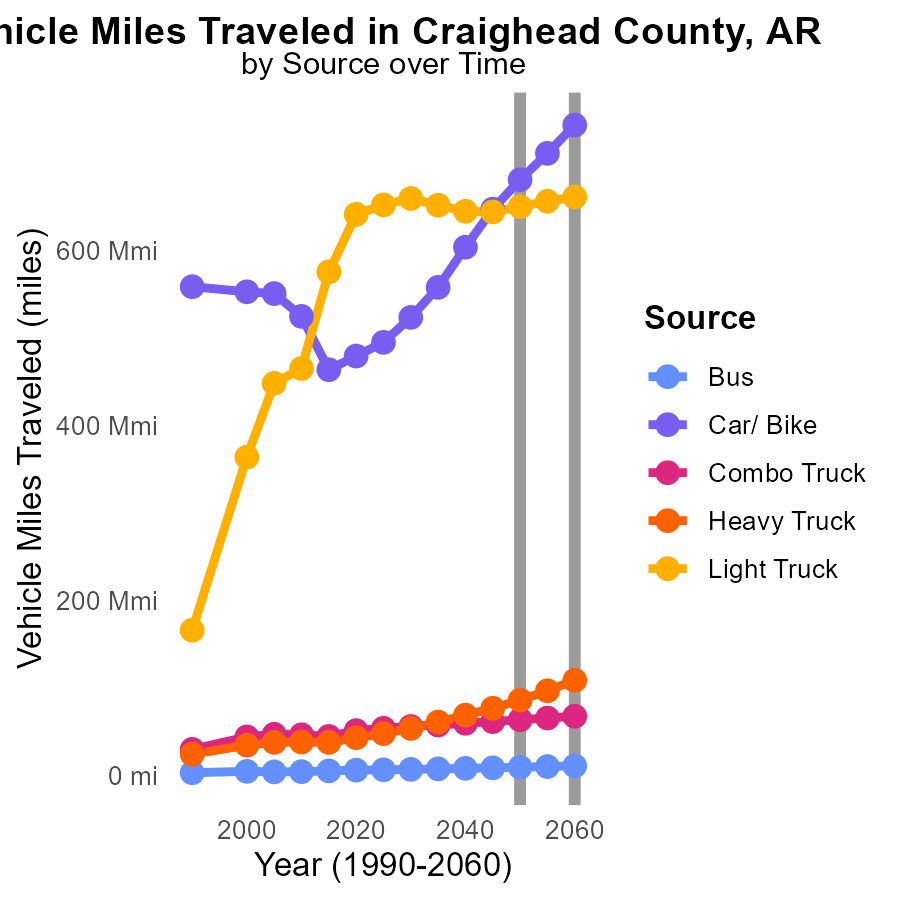 hicle Miles Traveled in Craighead County, AR
by Source over Time
Vehicle Miles Traveled (miles)
600 Mmi
400 Mmi
200 Mmi
0 mi
2000 2020 2040 2060
Year (1990-2060)
Source
Bus
Car/ Bike
Combo Truck
Heavy Truck
Light Truck